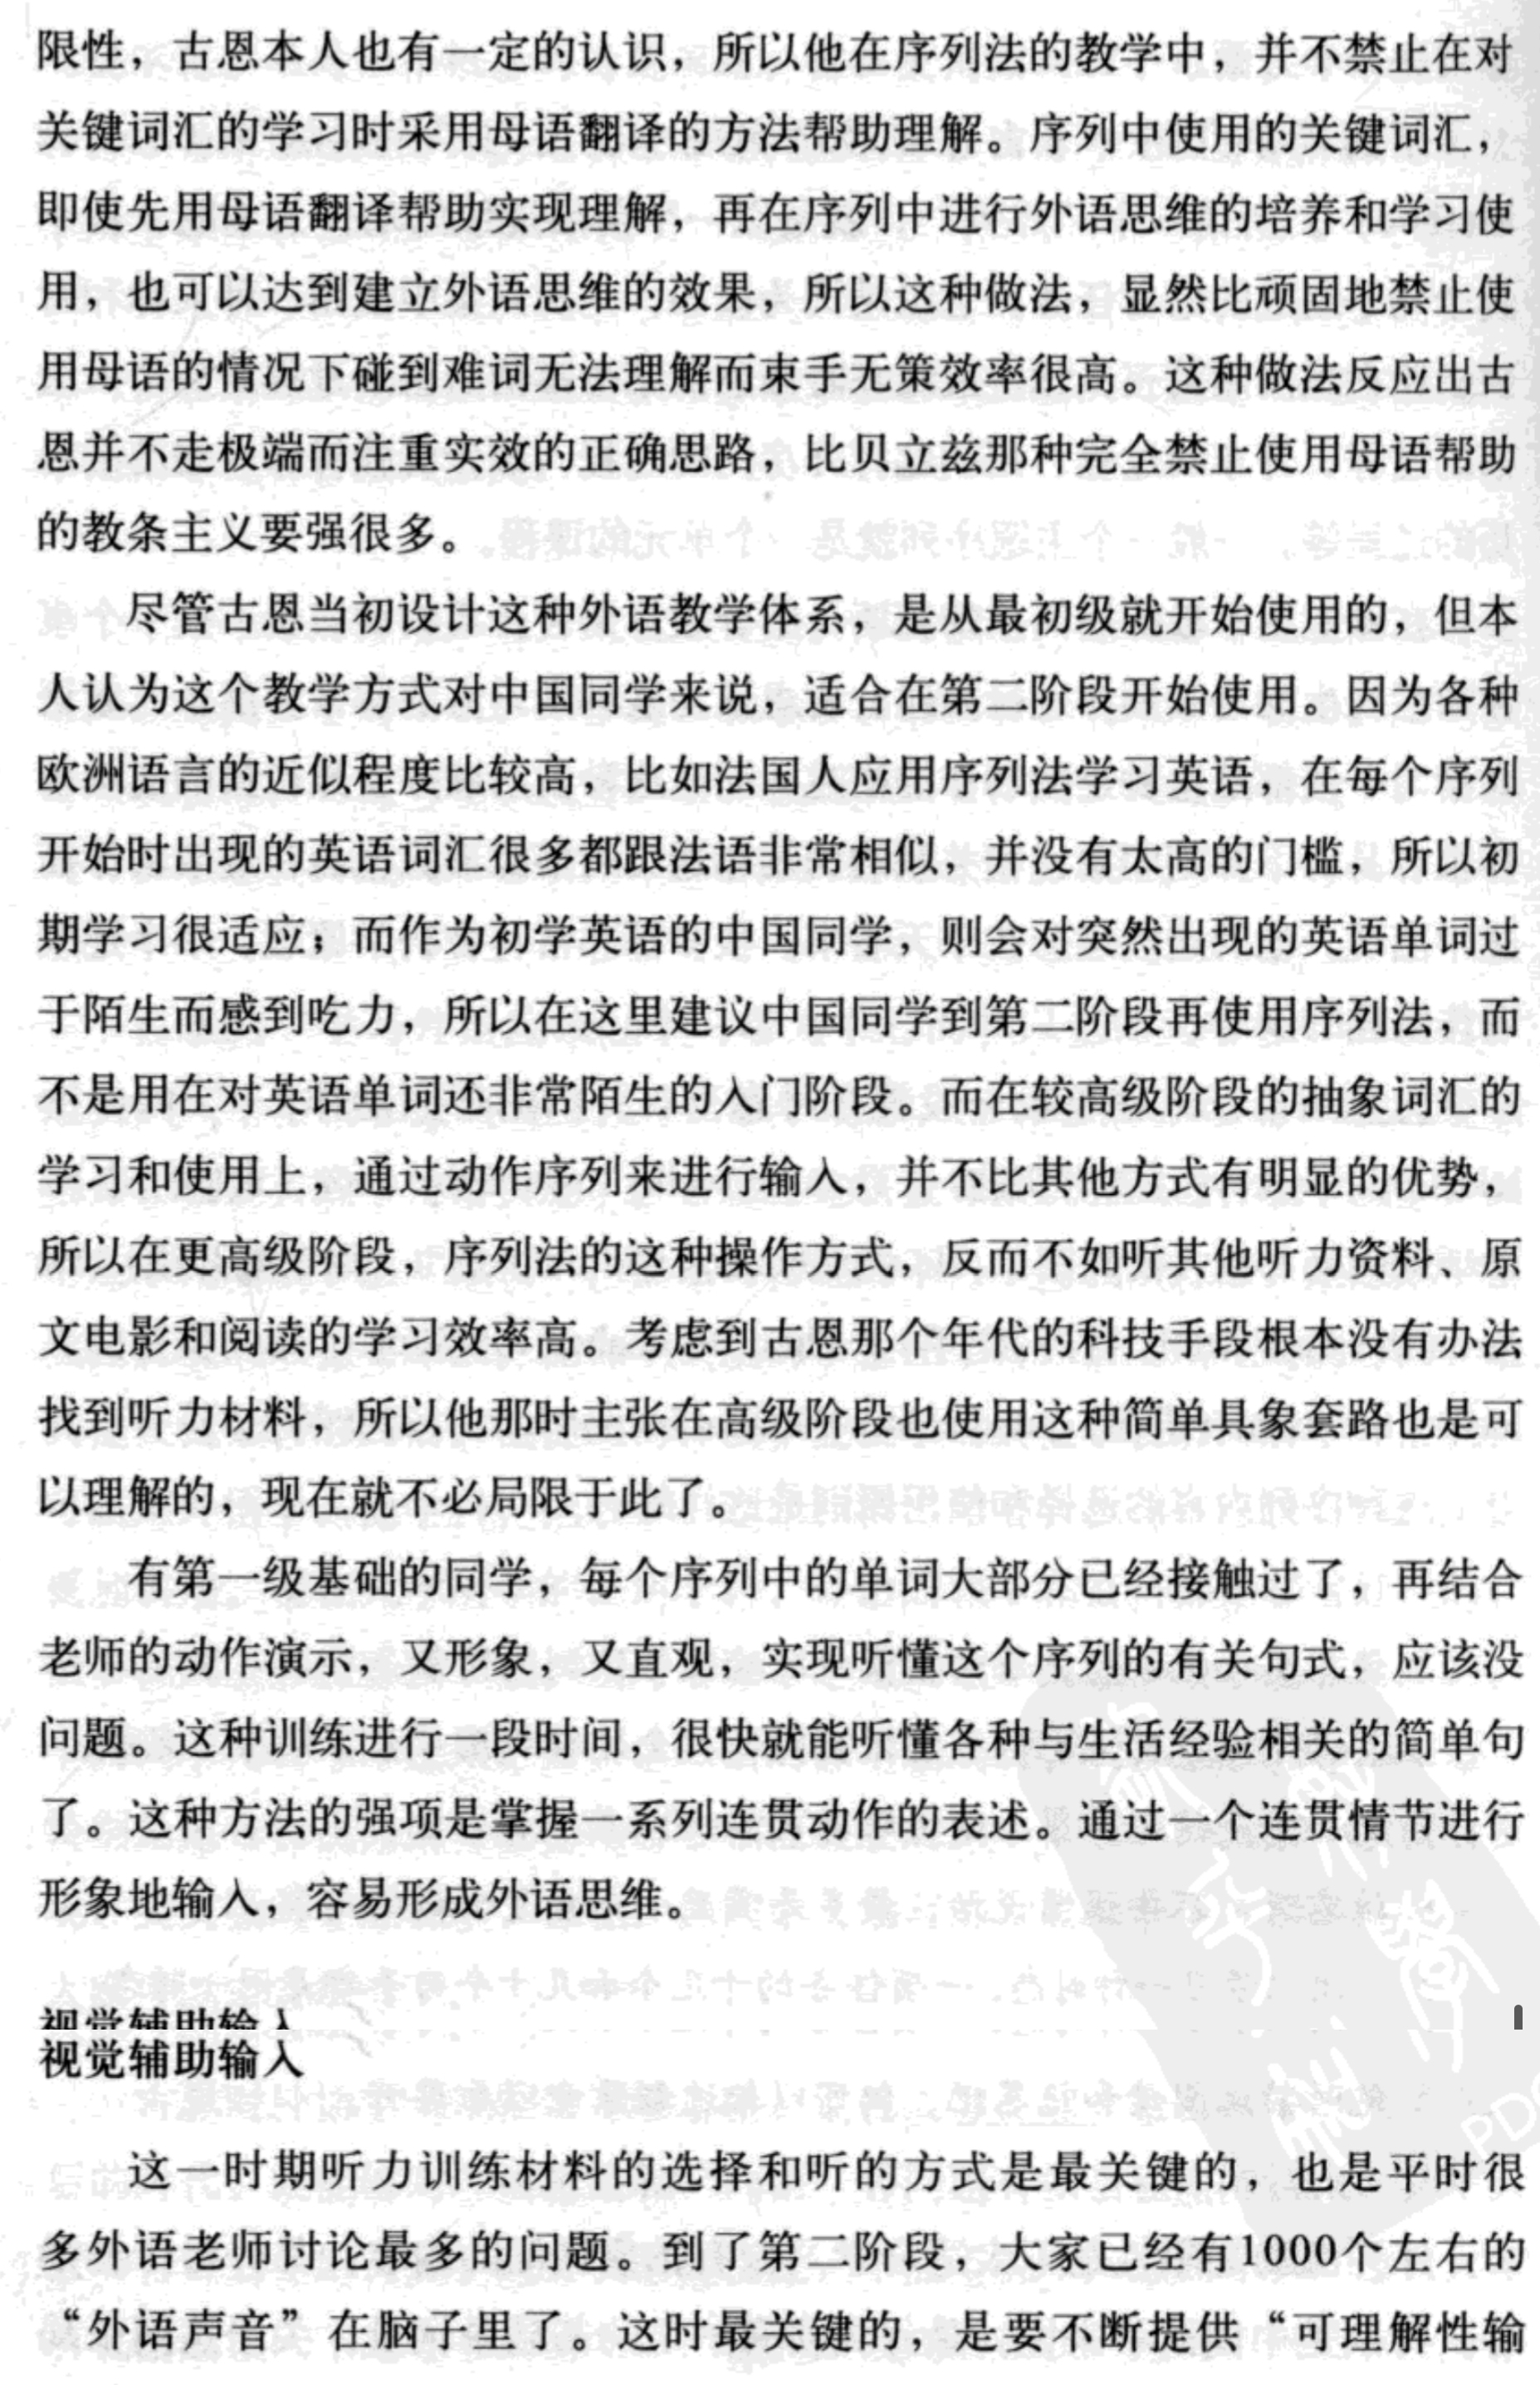 限性，古恩本人也有一定的认识，所以他在序列法的教学中，并不禁止在对
关键词汇的学习时采用母语翻译的方法帮助理解。序列中使用的关键词汇，
即使先用母语翻译帮助实现理解，再在序列中进行外语思维的培养和学习使
用，也可以达到建立外语思维的效果，所以这种做法，显然比顽固地禁止使
用母语的情况下碰到难词无法理解而束手无策效率很高。这种做法反应出古
恩并不走极端而注重实效的正确思路，比贝立兹那种完全禁止使用母语帮助
的教条主义要强很多。
尽管古恩当初设计这种外语教学体系，是从最初级就开始使用的，但本
人认为这个教学方式对中国同学来说，适合在第二阶段开始使用。因为各种
欧洲语言的近似程度比较高，比如法国人应用序列法学习英语，在每个序列
开始时出现的英语词汇很多都跟法语非常相似，并没有太高的门槛，所以初
期学习很适应；而作为初学英语的中国同学，则会对突然出现的英语单词过
于陌生而感到吃力，所以在这里建议中国同学到第二阶段再使用序列法，而
不是用在对英语单词还非常陌生的入门阶段。而在较高级阶段的抽象词汇的
学习和使用上，通过动作序列来进行输入，并不比其他方式有明显的优势，
所以在更高级阶段，序列法的这种操作方式，反而不如听其他听力资料、原
文电影和阅读的学习效率高。考虑到古恩那个年代的科技手段根本没有办法
找到听力材料，所以他那时主张在高级阶段也使用这种简单具象套路也是可
以理解的，现在就不必局限于此了。
有第一级基础的同学，每个序列中的单词大部分已经接触过了，再结合
老师的动作演示，又形象，又直观，实现听懂这个序列的有关句式，应该没
问题。这种训练进行一段时间，很快就能听懂各种与生活经验相关的简单句
了。这种方法的强项是掌握一系列连贯动作的表述。通过一个连贯情节进行
形象地输入，容易形成外语思维。
视觉辅助输入
视觉辅助输入
这一时期听力训练材料的选择和听的方式是最关键的，也是平时很
多外语老师讨论最多的问题。到了第二阶段，大家已经有1000个左右的
“外语声音”在脑子里了。这时最关键的，是要不断提供“可理解性输